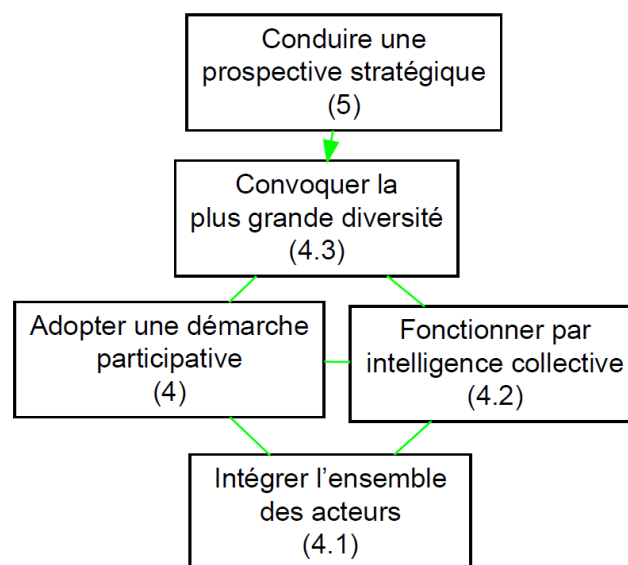 Conduire une
prospective stratégique
(5)
Convoquer la
plus grande diversité
(4.3)
Adopter une démarche
participative
(4)
Fonctionner par
intelligence collective
(4.2)
Intégrer l’ensemble
des acteurs
(4.1)